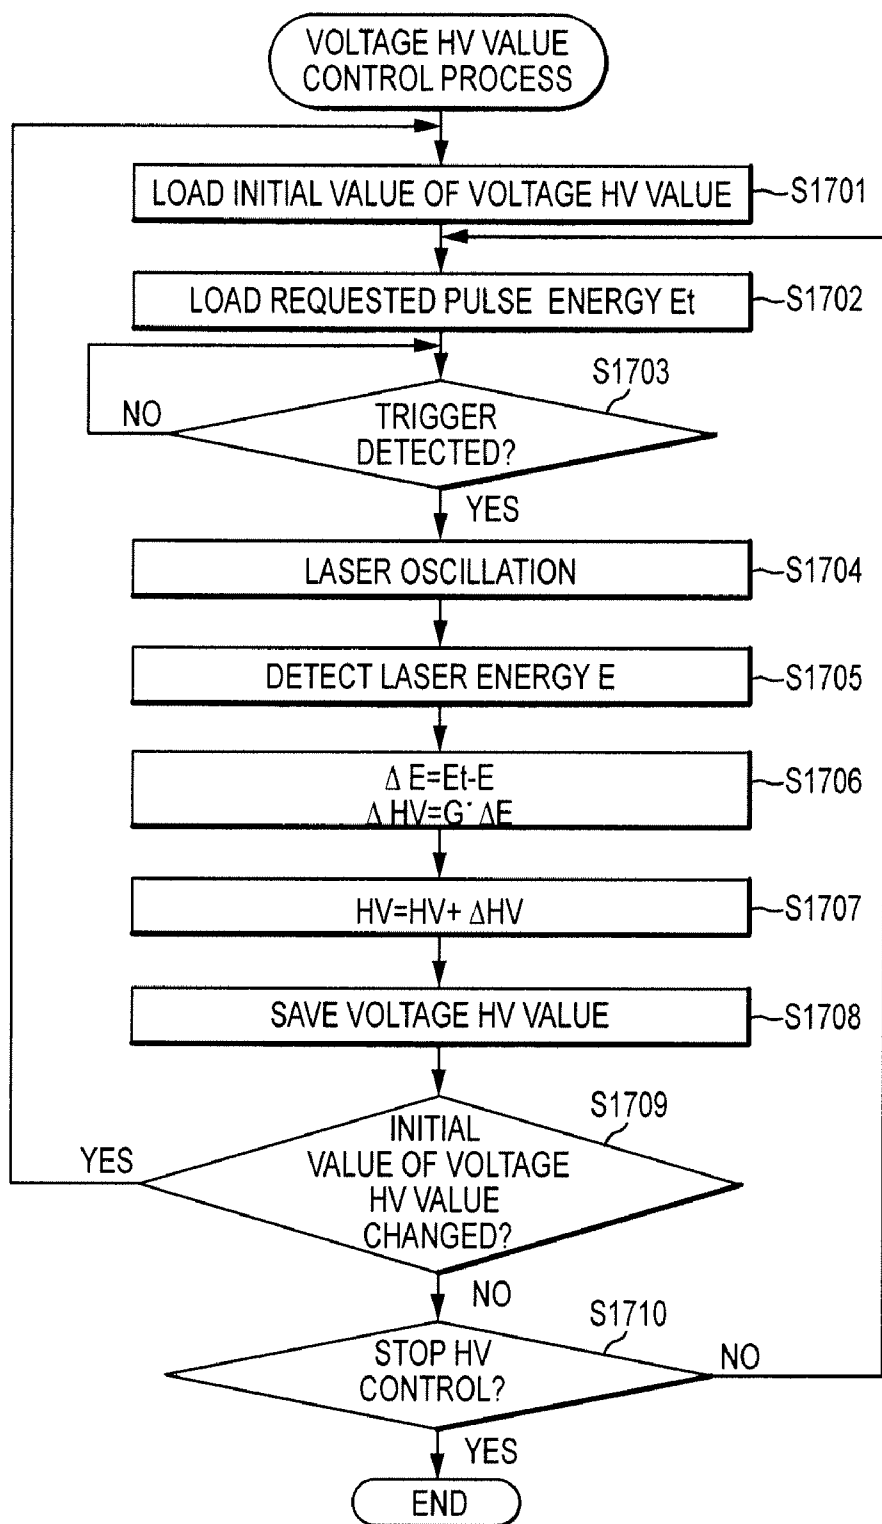 VOLTAGE HV VALUE
CONTROL PROCESS
LOAD INITIAL VALUE OF VOLTAGE HV VALUE
S1701
LOAD REQUESTED PULSE ENERGY Et
S1702
S1703
NO
TRIGGER
DETECTED?
YES
LASER OSCILLATION
S1704
DETECT LASER ENERGY E
S1705
Δ E=Et-E
Δ HV=G· ΔE
S1706
HV=HV+ ΔHV
S1707
SAVE VOLTAGE HV VALUE
S1708
S1709
YES
INITIAL
VALUE OF VOLTAGE
HV VALUE
CHANGED?
NO
S1710
STOP HV
CONTROL?
NO
YES
END